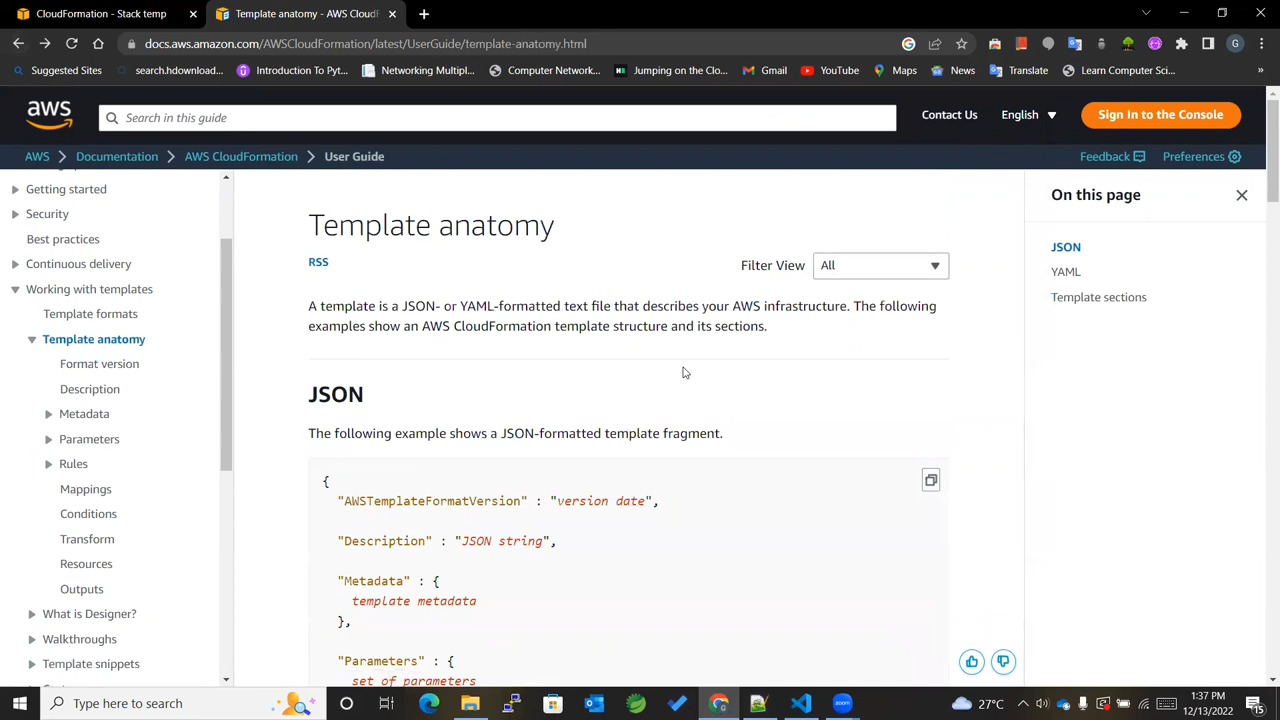 CloudFormation - Stack temp
Template anatomy - AWS CloudF
docs.aws.amazon.com/AWSCloudFormation/latest/UserGuide/template-anatomy.html
G
Suggested Sites
search.hdownload...
Introduction To Pyt...
Networking Multipl...
Computer Network...
Jumping on the Clo...
Gmail
YouTube
Maps
News
Translate
Learn Computer Sci...
»
aws
Search in this guide
Contact Us
English
Sign In to the Console
AWS
Documentation
AWS CloudFormation
User Guide
Feedback
Preferences
Getting started
Security
Best practices
Continuous delivery
Working with templates
Template formats
Template anatomy
Format version
Description
Metadata
Parameters
Rules
Mappings
Conditions
Transform
Resources
Outputs
What is Designer?
Walkthroughs
Template snippets
Template anatomy
RSS
Filter View
All
A template is a JSON- or YAML-formatted text file that describes your AWS infrastructure. The following
examples show an AWS CloudFormation template structure and its sections.
JSON
The following example shows a JSON-formatted template fragment.
{
"AWSTemplateFormatVersion" : "version date",
"Description" : "JSON string",
"Metadata" : {
template metadata
},
"Parameters" : {
set of parameters
On this page
JSON
YAML
Template sections
Type here to search
zoom
27°C
1:37 PM
12/13/2022
15